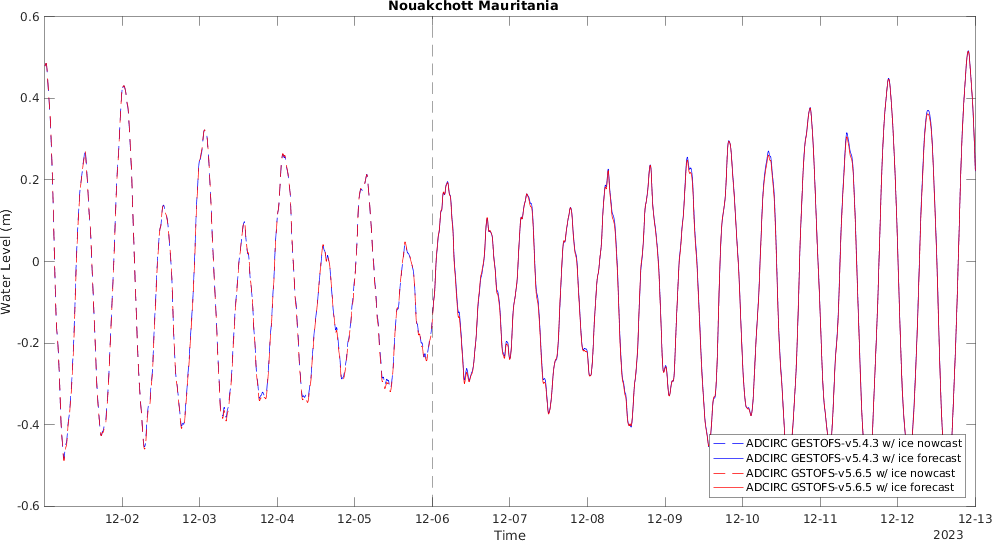 Nouakchott Mauritania
0.6
0.4
0.2
0
-0.2
-0.4
-0.6
Water Level (m)
ADCIRC GESTOFS-v5.4.3 w/ ice nowcast
ADCIRC GESTOFS-v5.4.3 w/ ice forecast
ADCIRC GSTOFS-v5.6.5 w/ ice nowcast
ADCIRC GSTOFS-v5.6.5 w/ ice forecast
12-02 12-03 12-04 12-05 12-06 12-07 12-08 12-09 12-10 12-11 12-12 12-13
Time
2023